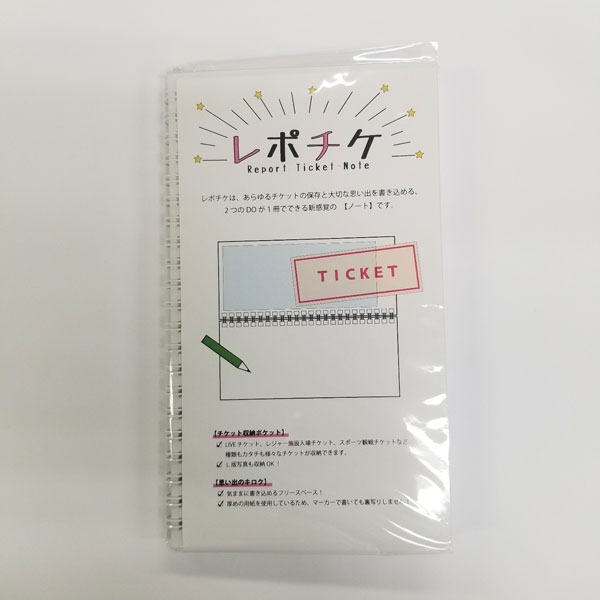 レポチケ
Report Ticket Note
レポチケは、あらゆるチケットの保存と大切な思い出を書き込める、
2つのDOが1冊でできる新感覚の 【ノート】です。
TICKET
【チケット収納ポケット】
LIVEチケット、レジャー施設入場チケット、スポーツ観戦チケットなど
種類もカタチも様々なチケットが収納できます。
L版写真も収納OK！
【思い出のキロク】
気ままに書き込めるフリースペース！
厚めの用紙を使用しているため、マーカーで書いても裏写りしません！